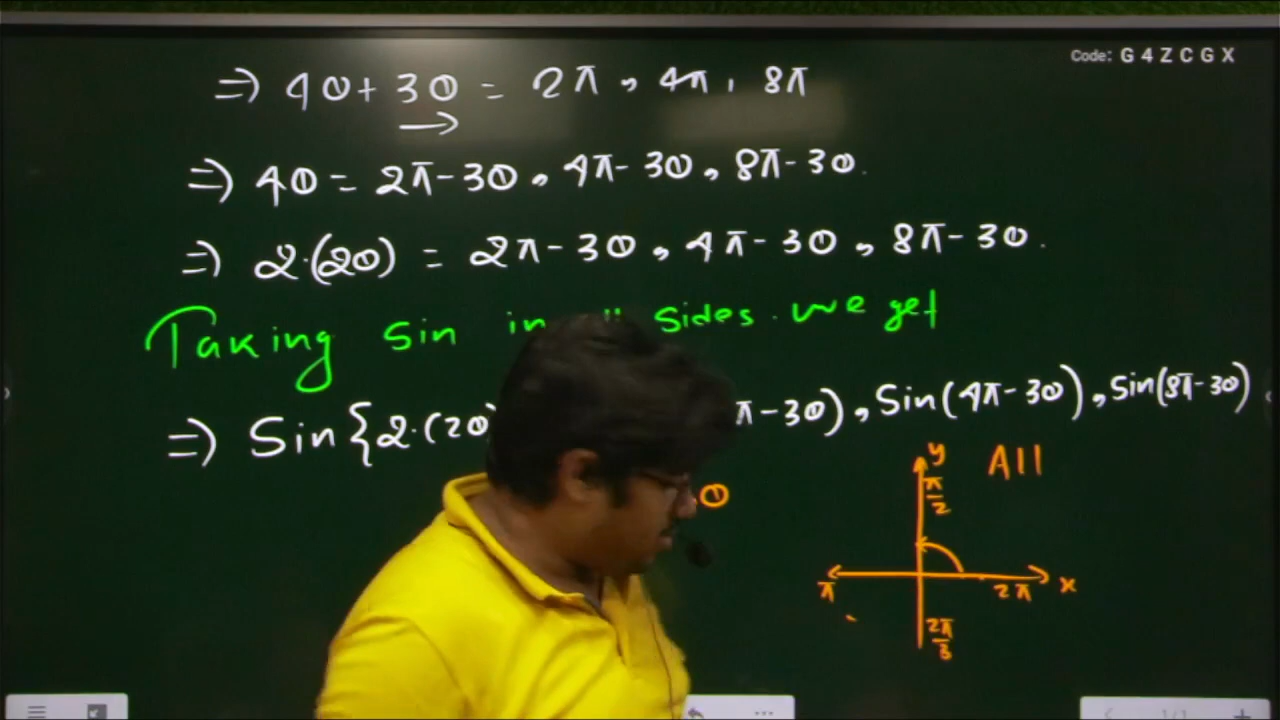 Code: G4ZCGX
⇒ 4θ + 3θ = 2π, 4π, 8π
→
⇒ 4θ = 2π - 3θ, 4π - 3θ, 8π - 3θ.
⇒ 2·(2θ) = 2π - 3θ, 4π - 3θ, 8π - 3θ.
Taking Sin in sides. we get
⇒ Sin{2·(2θ) π - 3θ), Sin(4π - 3θ), Sin(8π - 3θ)
θ
y All
π/2
π 2π x
2π/3
1/1